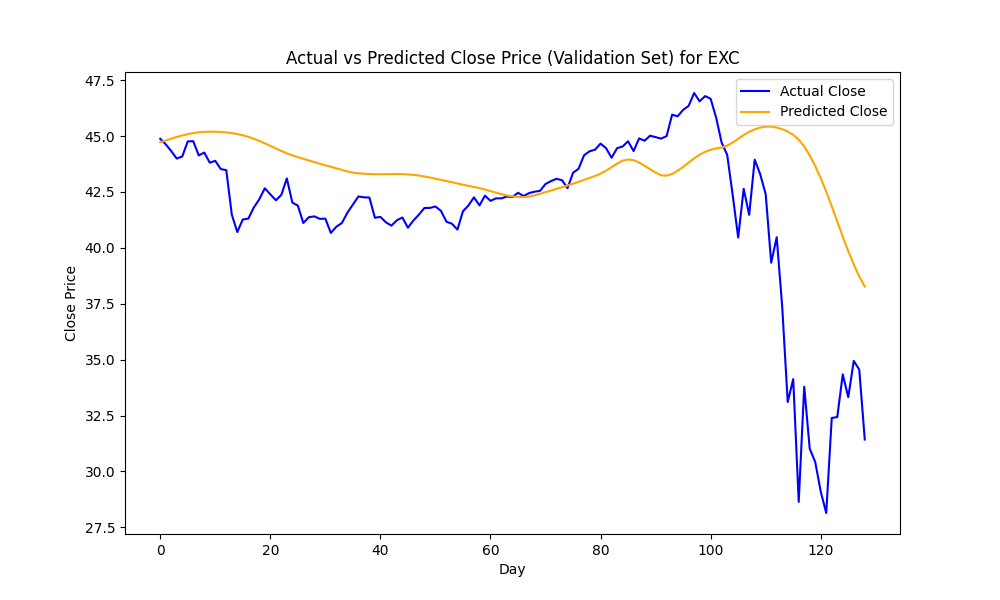 Actual vs Predicted Close Price (Validation Set) for EXC
Actual Close
Predicted Close
47.5
45.0
42.5
40.0
37.5
35.0
32.5
30.0
27.5
Close Price
0 20 40 60 80 100 120
Day